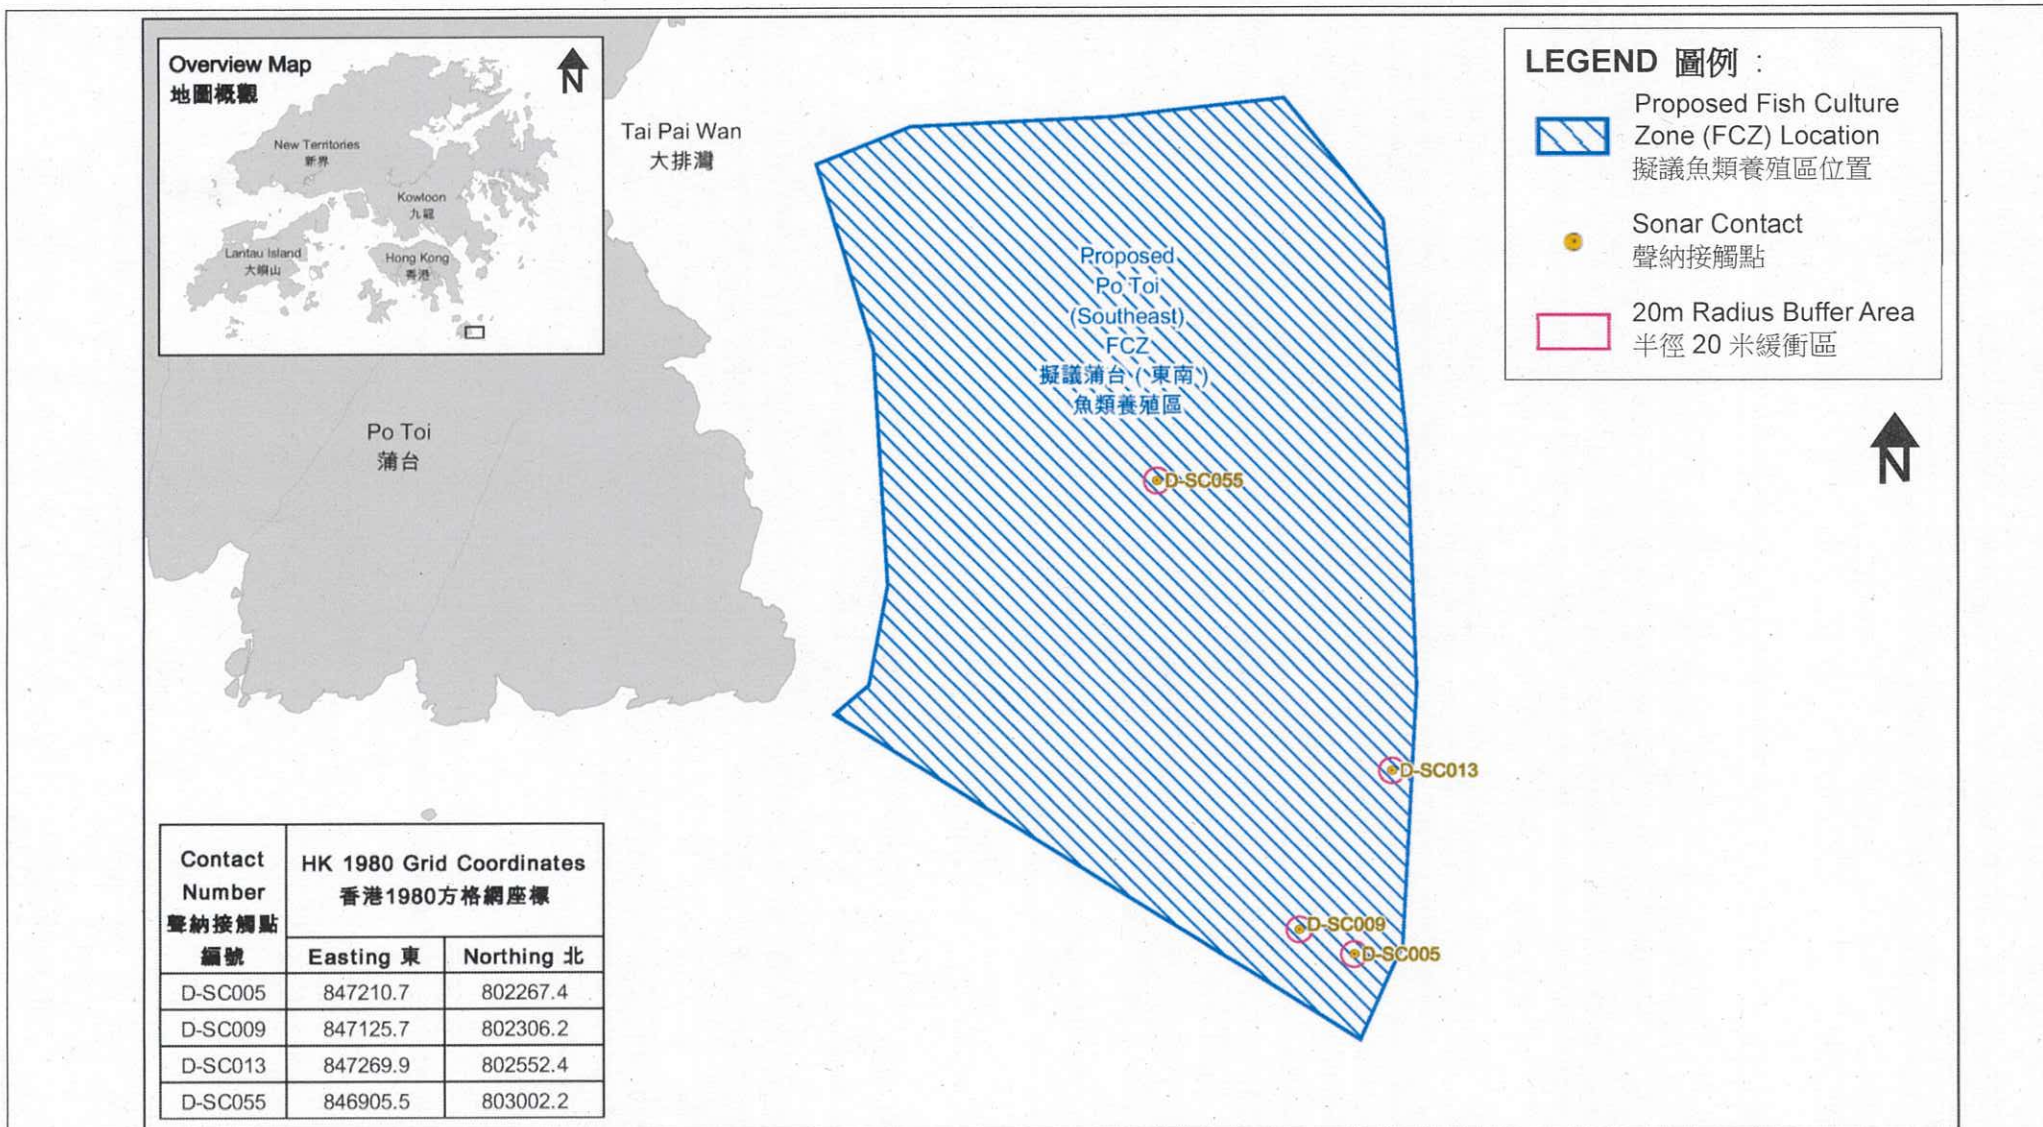 Overview Map
地圖概觀
N
New Territories
新界
Kowloon
九龍
Lantau Island
大嶼山
Hong Kong
香港
Tai Pai Wan
大排灣
Po Toi
蒲台
Proposed
Po Toi
(Southeast)
FCZ
擬議蒲台(東南)
魚類養殖區
D-SC055
D-SC013
D-SC009
D-SC005
LEGEND 圖例 :
Proposed Fish Culture
Zone (FCZ) Location
擬議魚類養殖區位置
Sonar Contact
聲納接觸點
20m Radius Buffer Area
半徑 20 米緩衝區
N
Contact
Number
聲納接觸點
編號
HK 1980 Grid Coordinates
香港1980方格網座標
Easting 東 Northing 北
D-SC005 847210.7 802267.4
D-SC009 847125.7 802306.2
D-SC013 847269.9 802552.4
D-SC055 846905.5 803002.2